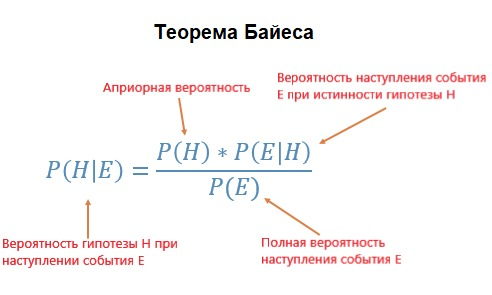 Теорема Байеса
Априорная вероятность
Вероятность наступления события
E при истинности гипотезы H
P(H|E) = P(H) * P(E|H)
P(E)
Вероятность гипотезы H при
наступлении события E
Полная вероятность
наступления события E